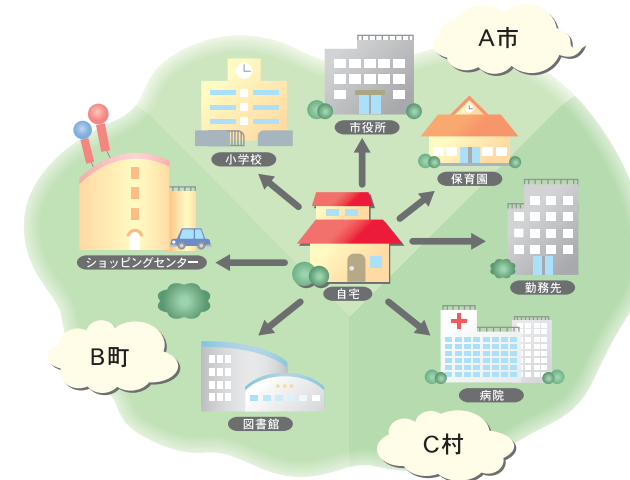 A市
市役所
小学校
保育園
ショッピングセンター
勤務先
自宅
B町
病院
図書館
C村